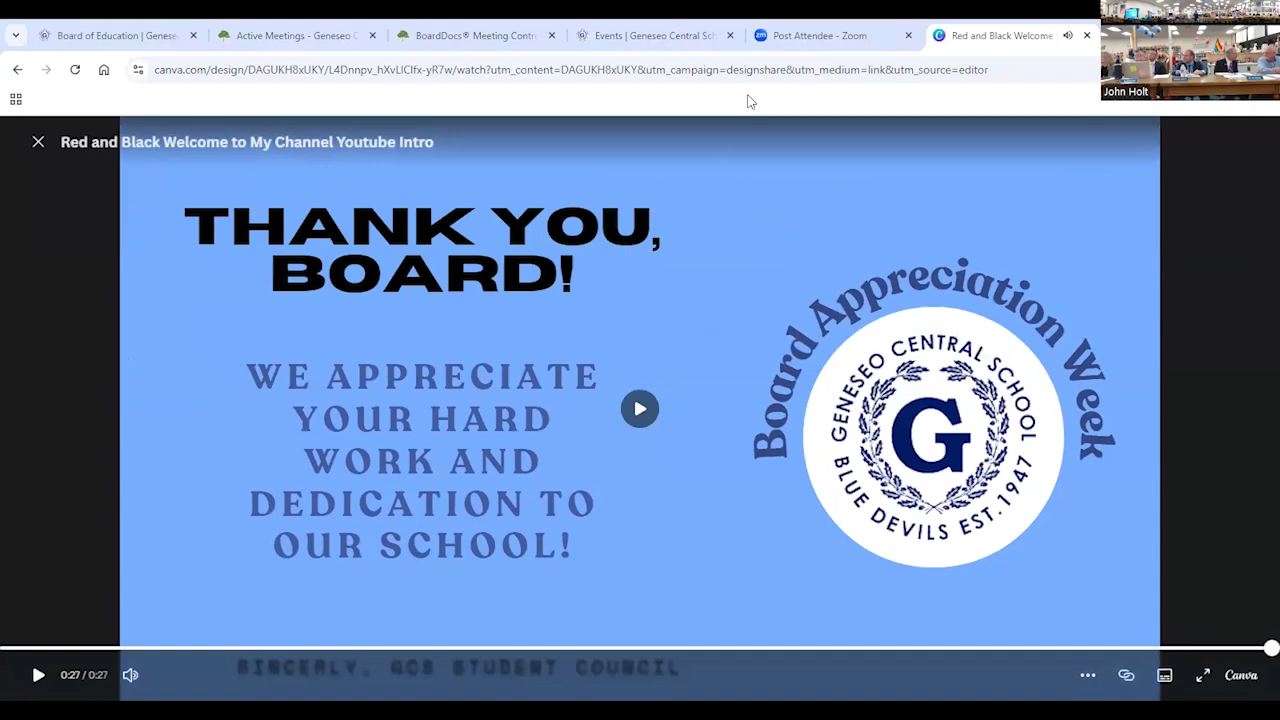 Board of Education | Genese
Active Meetings - Geneseo C
Board Meeting Contr
Events | Geneseo Central Sch
Post Attendee - Zoom
Red and Black Welcome
canva.com/design/DAGUKH8xUKY/L4Dnnpv_hXvLlClfx-yR7w/watch?utm_content=DAGUKH8xUKY&utm_campaign=designshare&utm_medium=link&utm_source=editor
John Holt
Red and Black Welcome to My Channel Youtube Intro
THANK YOU,
BOARD!
WE APPRECIATE
YOUR HARD
WORK AND
DEDICATION TO
OUR SCHOOL!
Board Appreciation Week
GENESEO CENTRAL SCHOOL
G
BLUE DEVILS EST. 1947
SINCERLY, GCS STUDENT COUNCIL
0:27 / 0:27
Canva